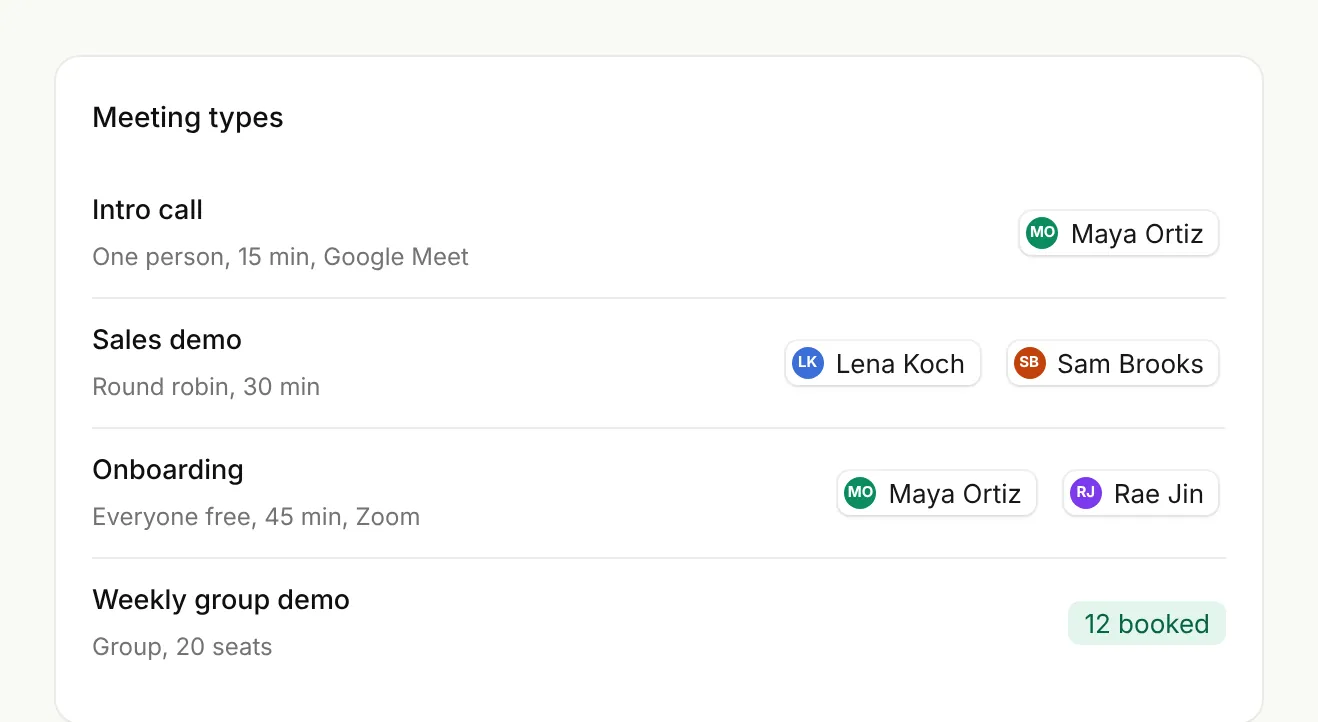 Meeting types
Intro call
One person, 15 min, Google Meet
MO Maya Ortiz
Sales demo
Round robin, 30 min
LK Lena Koch
SB Sam Brooks
Onboarding
Everyone free, 45 min, Zoom
MO Maya Ortiz
RJ Rae Jin
Weekly group demo
Group, 20 seats
12 booked